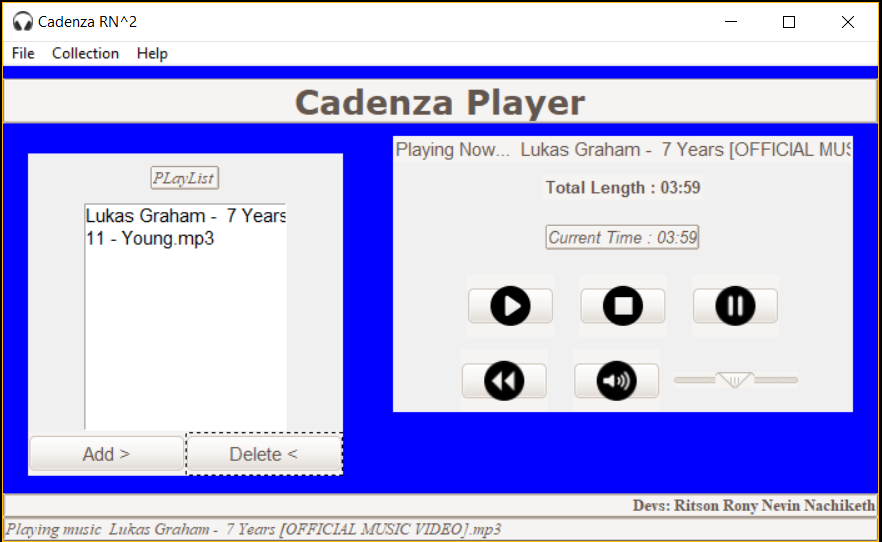 Cadenza RN^2
File Collection Help
Cadenza Player
PLayList
Lukas Graham - 7 Years
11 - Young.mp3
Add >
Delete <
Playing Now... Lukas Graham - 7 Years [OFFICIAL MUS
Total Length : 03:59
Current Time : 03:59
Devs: Ritson Rony Nevin Nachiketh
Playing music Lukas Graham - 7 Years [OFFICIAL MUSIC VIDEO].mp3